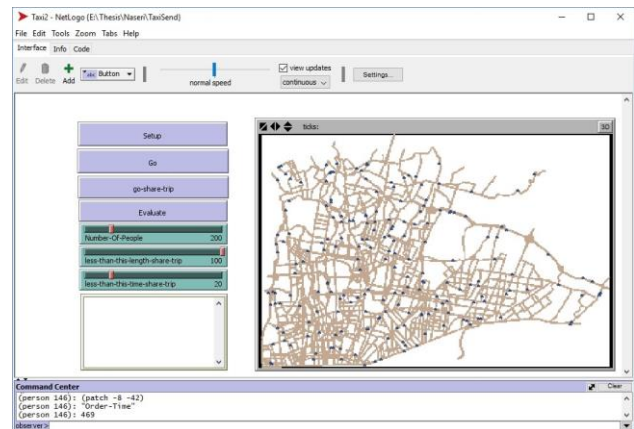 Taxi2 - NetLogo {E:\Thesis\Naseri\TaxiSend}
File Edit Tools Zoom Tabs Help
Interface Info Code
Edit Delete Add abc Button normal speed view updates continuous Settings...
ticks: 3D
Setup
Go
go-share-trip
Evaluate
Number-Of-People 200
less-than-this-length-share-trip 100
less-than-this-time-share-trip 20
Command Center Clear
(person 146): (patch -8 -42)
(person 146): "Order-Time"
(person 146): 469
observer>